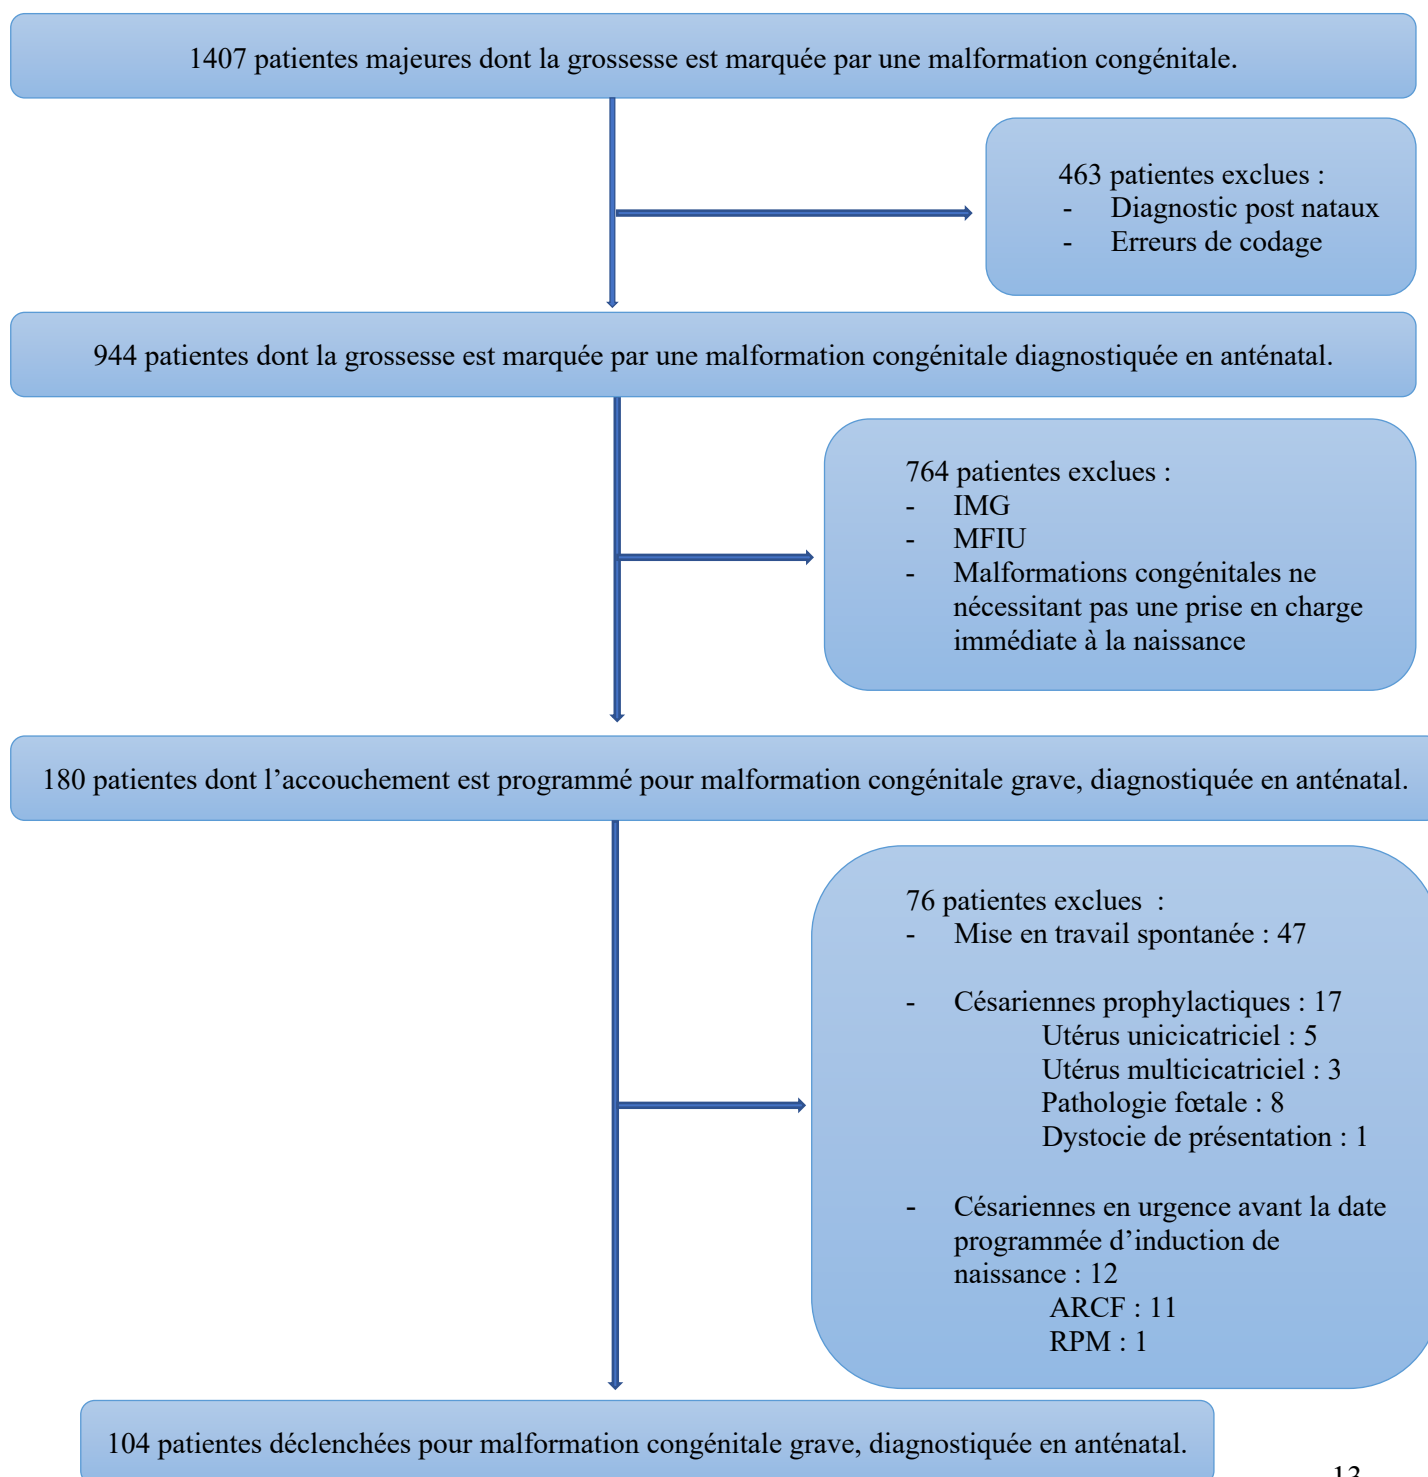 1407 patientes majeures dont la grossesse est marquée par une malformation congénitale.
463 patientes exclues :
- Diagnostic post nataux
- Erreurs de codage
944 patientes dont la grossesse est marquée par une malformation congénitale diagnostiquée en anténatal.
764 patientes exclues :
- IMG
- MFIU
- Malformations congénitales ne
nécessitant pas une prise en charge
immédiate à la naissance
180 patientes dont l’accouchement est programmé pour malformation congénitale grave, diagnostiquée en anténatal.
76 patientes exclues :
- Mise en travail spontanée : 47
- Césariennes prophylactiques : 17
Utérus unicicatriciel : 5
Utérus multicicatriciel : 3
Pathologie fœtale : 8
Dystocie de présentation : 1
- Césariennes en urgence avant la date
programmée d’induction de
naissance : 12
ARCF : 11
RPM : 1
104 patientes déclenchées pour malformation congénitale grave, diagnostiquée en anténatal.
13